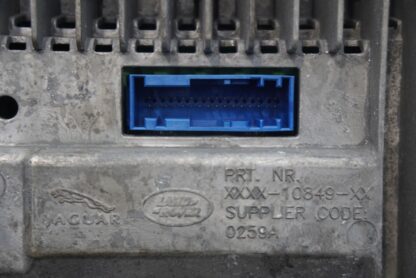 PRT. NR.
XXXX-10849-XX
SUPPLIER CODE:
0259A
JAGUAR
LAND
ROVER